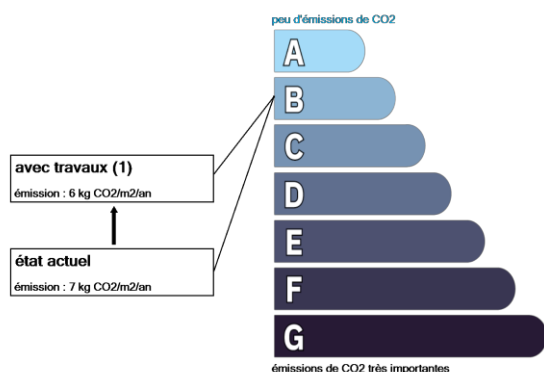 peu d'émissions de CO2
A
B
C
D
E
F
G
émissions de CO2 très importantes
avec travaux (1)
émission : 6 kg CO2/m2/an
état actuel
émission : 7 kg CO2/m2/an